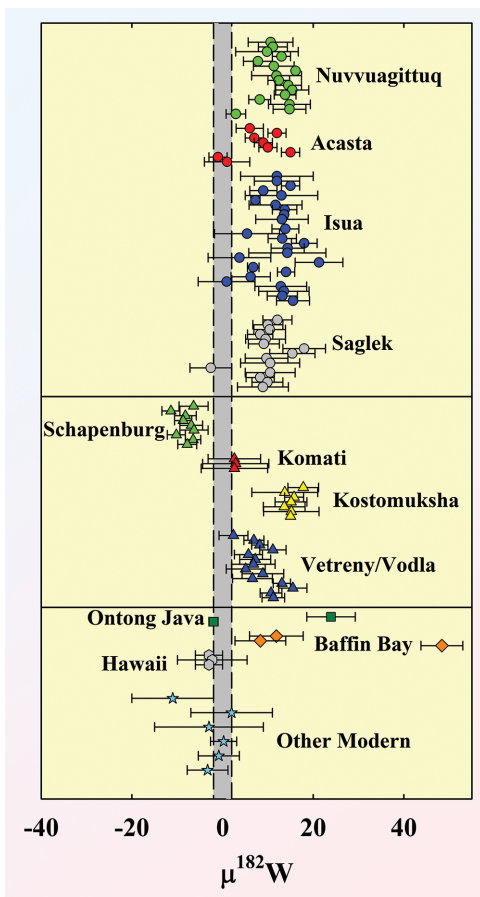 Nuvvuagittuq
Acasta
Isua
Saglek
Schapenburg
Komati
Kostomuksha
Vetreny/Vodla
Ontong Java
Baffin Bay
Hawaii
Other Modern
-40 -20 0 20 40
μ¹⁸²W